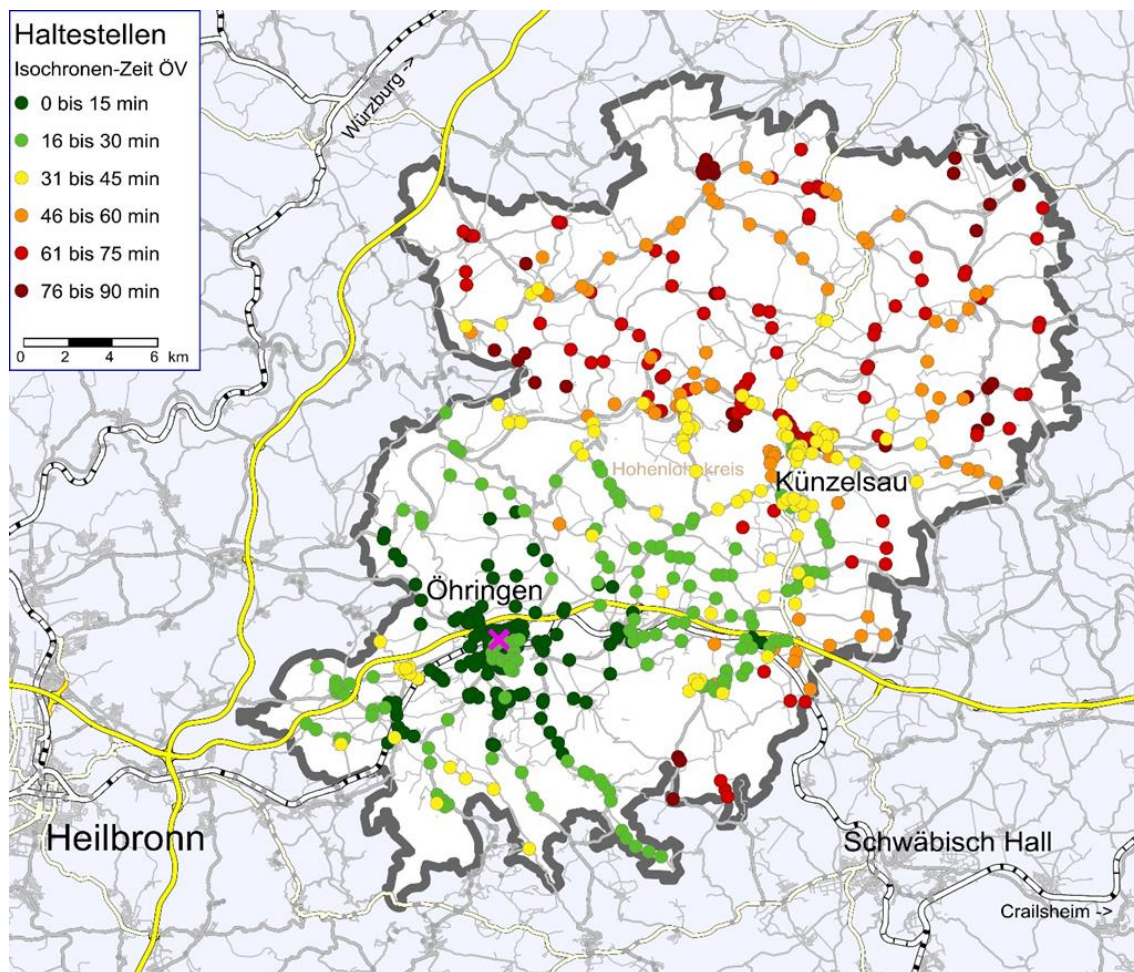 Haltestellen
Isochronen-Zeit ÖV
0 bis 15 min
16 bis 30 min
31 bis 45 min
46 bis 60 min
61 bis 75 min
76 bis 90 min
0 2 4 6 km
Würzburg ->
Hohenlohekreis
Künzelsau
Öhringen
Heilbronn
Schwäbisch Hall
Crailsheim ->